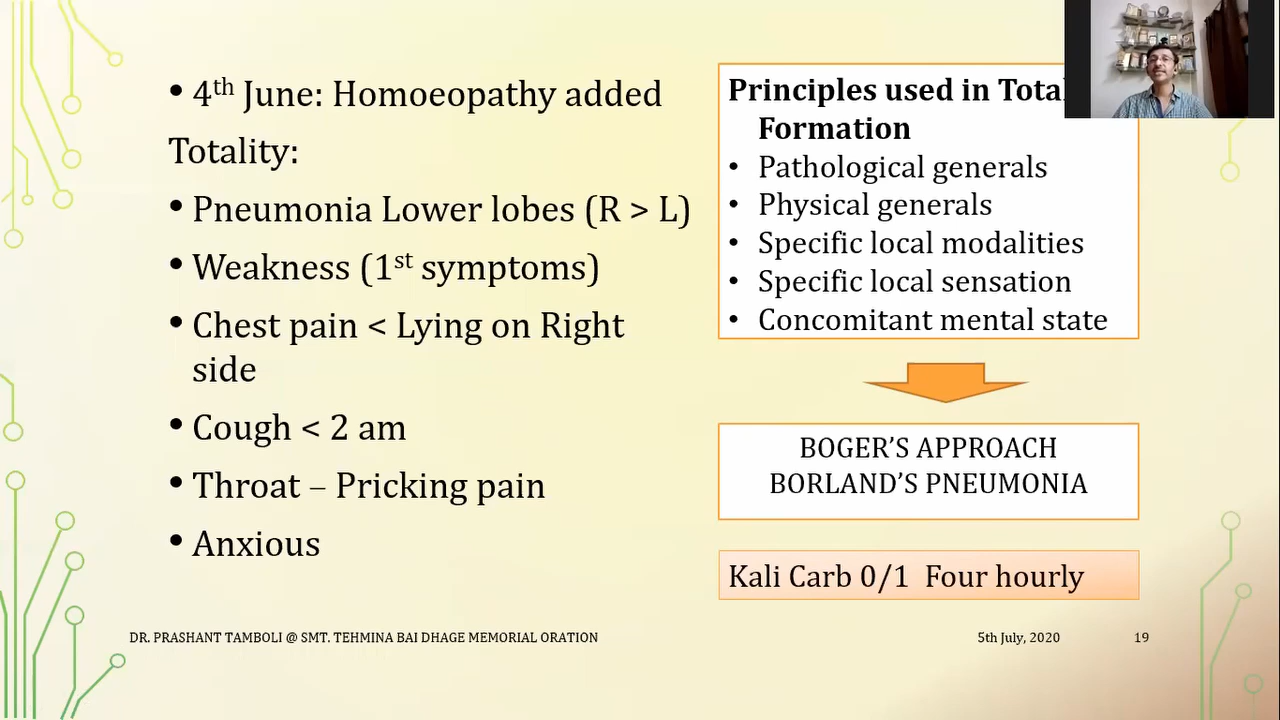 • 4th June: Homoeopathy added
Totality:
• Pneumonia Lower lobes (R > L)
• Weakness (1st symptoms)
• Chest pain < Lying on Right
side
• Cough < 2 am
• Throat – Pricking pain
• Anxious
Principles used in
Formation
• Pathological generals
• Physical generals
• Specific local modalities
• Specific local sensation
• Concomitant mental state
BOGER'S APPROACH
BORLAND'S PNEUMONIA
Kali Carb 0/1 Four hourly
DR. PRASHANT TAMBOLI @ SMT. TEHMINA BAI DHAGE MEMORIAL ORATION
5th July, 2020
19